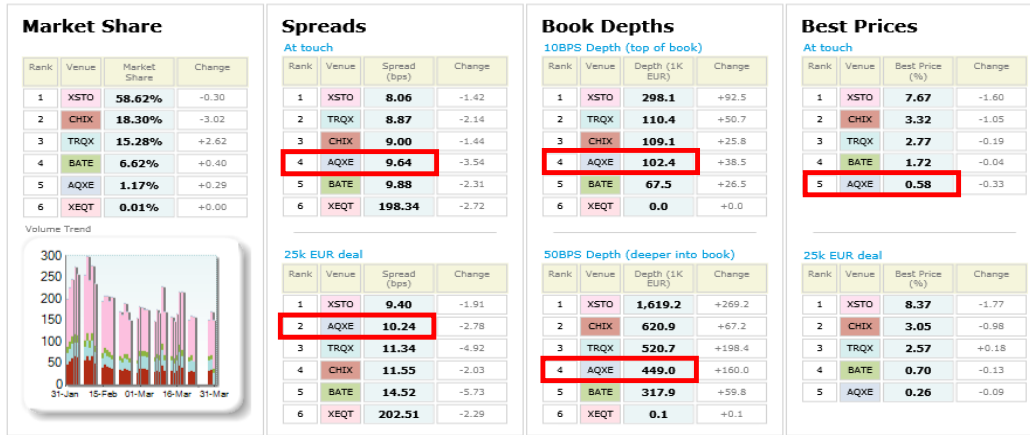 Market Share
Rank Venue Market Share Change
1 XSTO 58.62% -0.30
2 CHIX 18.30% -3.02
3 TRQX 15.28% +2.62
4 BATE 6.62% +0.40
5 AQXE 1.17% +0.29
6 XEQT 0.01% +0.00
Volume Trend
300
250
200
150
100
50
0
31-Jan 15-Feb 01-Mar 16-Mar 31-Mar
Spreads
At touch
Rank Venue Spread (bps) Change
1 XSTO 8.06 -1.42
2 TRQX 8.87 -2.14
3 CHIX 9.00 -1.44
4 AQXE 9.64 -3.54
5 BATE 9.88 -2.31
6 XEQT 198.34 -2.72
25k EUR deal
Rank Venue Spread (bps) Change
1 XSTO 9.40 -1.91
2 AQXE 10.24 -2.78
3 TRQX 11.34 -4.92
4 CHIX 11.55 -2.03
5 BATE 14.52 -5.73
6 XEQT 202.51 -2.29
Book Depths
10BPS Depth (top of book)
Rank Venue Depth (1K EUR) Change
1 XSTO 298.1 +92.5
2 TRQX 110.4 +50.7
3 CHIX 109.1 +25.8
4 AQXE 102.4 +38.5
5 BATE 67.5 +26.5
6 XEQT 0.0 +0.0
50BPS Depth (deeper into book)
Rank Venue Depth (1K EUR) Change
1 XSTO 1,619.2 +269.2
2 CHIX 620.9 +67.2
3 TRQX 520.7 +198.4
4 AQXE 449.0 +160.0
5 BATE 317.9 +59.8
6 XEQT 0.1 +0.1
Best Prices
At touch
Rank Venue Best Price (%) Change
1 XSTO 7.67 -1.60
2 CHIX 3.32 -1.05
3 TRQX 2.77 -0.19
4 BATE 1.72 -0.04
5 AQXE 0.58 -0.33
25k EUR deal
Rank Venue Best Price (%) Change
1 XSTO 8.37 -1.77
2 CHIX 3.05 -0.98
3 TRQX 2.57 +0.18
4 BATE 0.70 -0.13
5 AQXE 0.26 -0.09